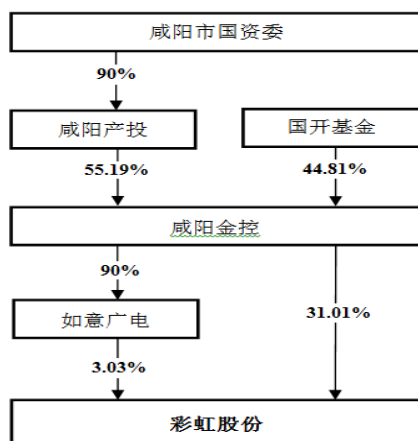 咸阳市国资委
90%
咸阳产投
国开基金
55.19%
44.81%
咸阳金控
90%
31.01%
如意广电
3.03%
彩虹股份